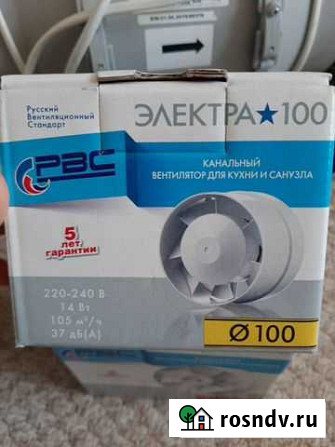 Русский
Вентиляционный
Стандарт
РВС
ЭЛЕКТРА★100
КАНАЛЬНЫЙ
ВЕНТИЛЯТОР ДЛЯ КУХНИ И САНУЗЛА
5
лет
гарантии
220-240 В
14 Вт
105 м³/ч
37 дБ(А)
Ø 100
rosndv.ru